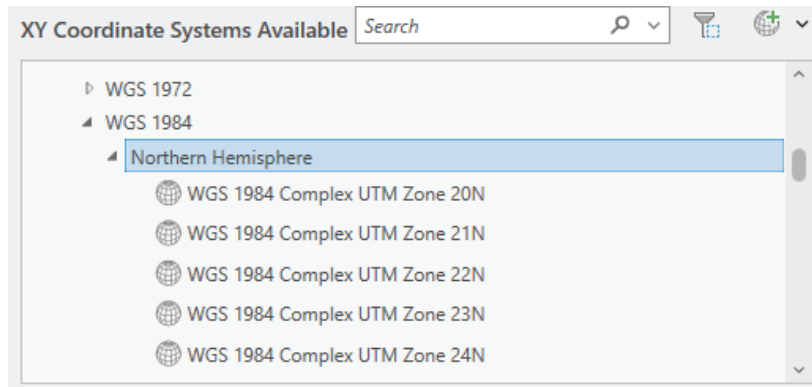 XY Coordinate Systems Available Search
WGS 1972
WGS 1984
Northern Hemisphere
WGS 1984 Complex UTM Zone 20N
WGS 1984 Complex UTM Zone 21N
WGS 1984 Complex UTM Zone 22N
WGS 1984 Complex UTM Zone 23N
WGS 1984 Complex UTM Zone 24N